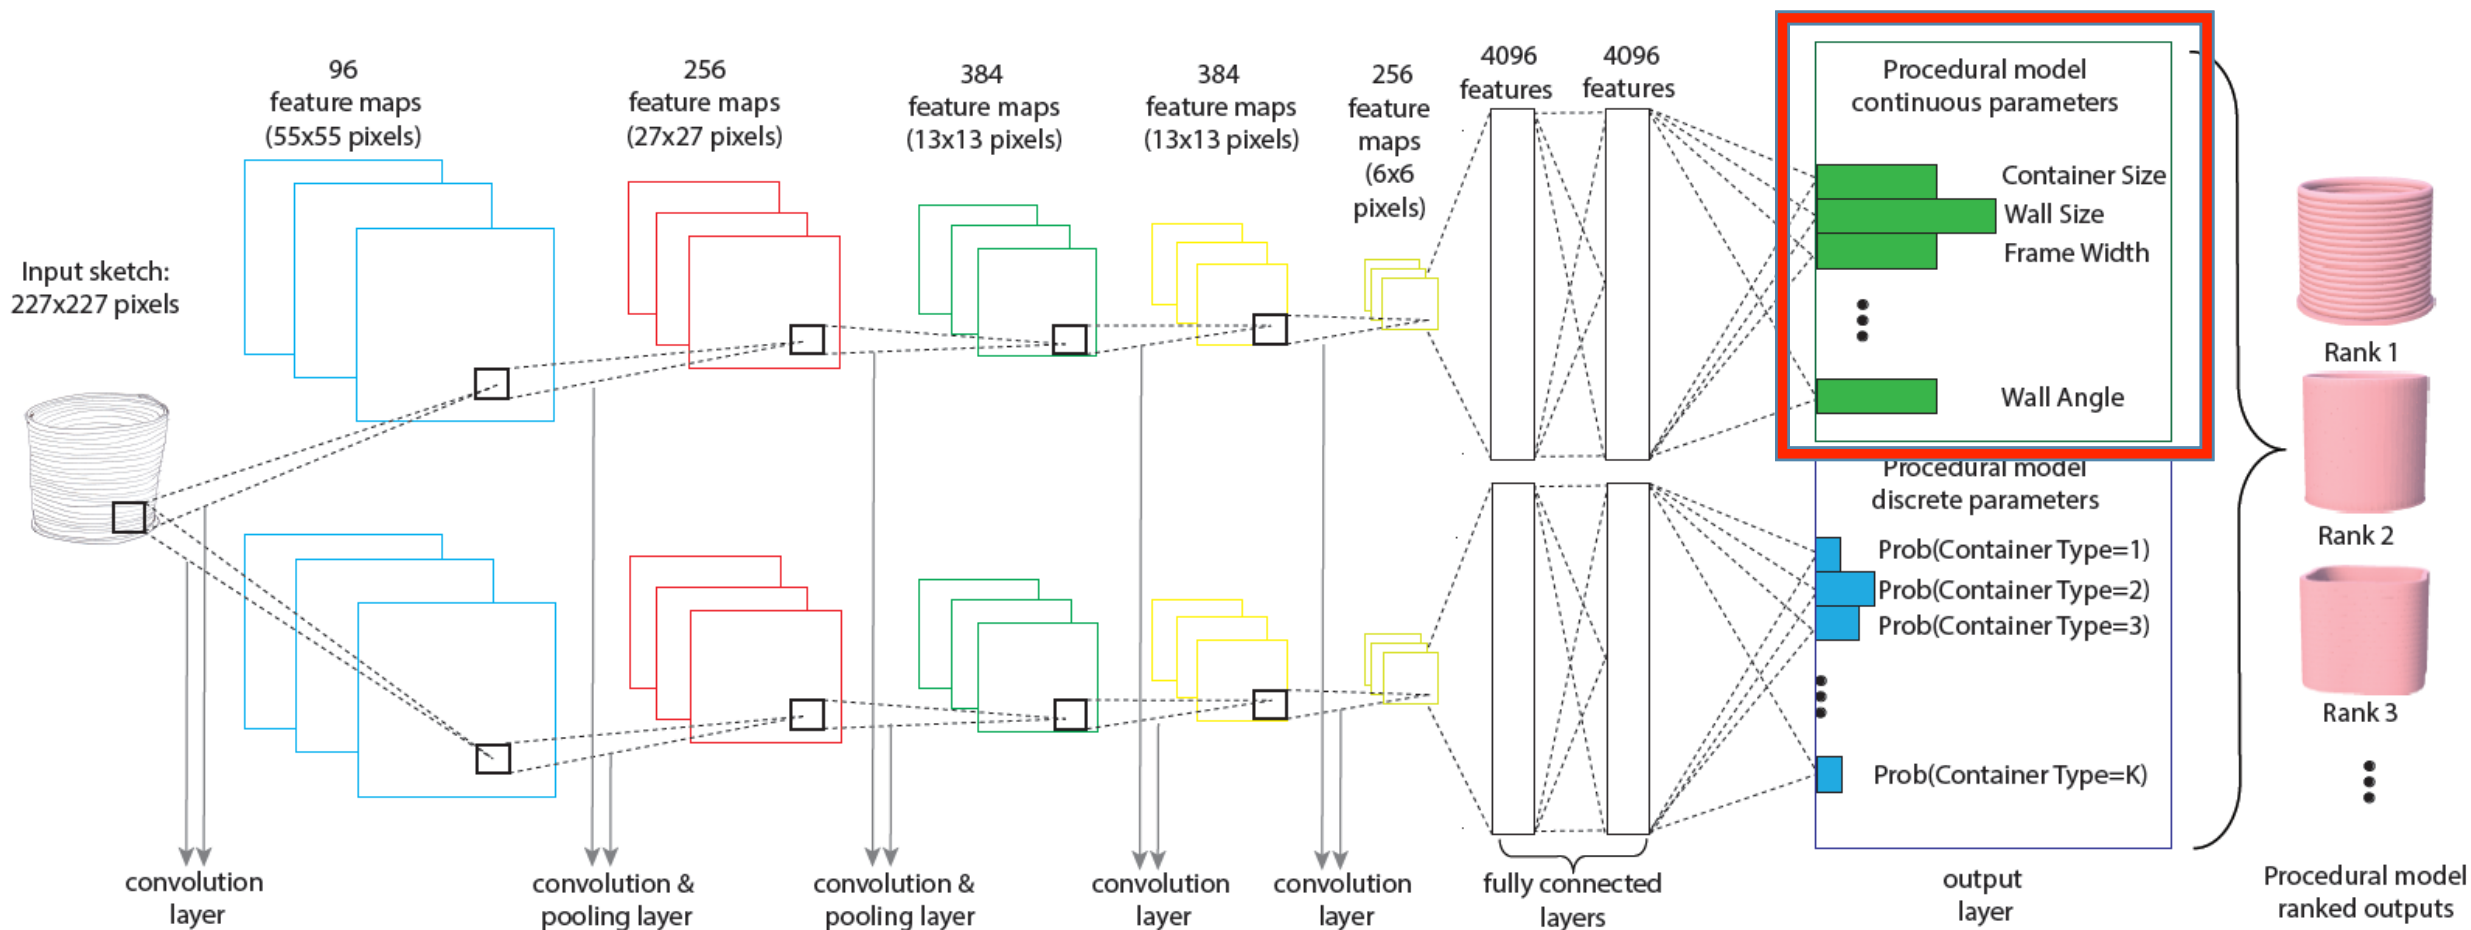 96
feature maps
(55x55 pixels)
256
feature maps
(27x27 pixels)
384
feature maps
(13x13 pixels)
384
feature maps
(13x13 pixels)
256
feature
maps
(6x6
pixels)
4096
features
4096
features
Procedural model
continuous parameters
Container Size
Wall Size
Frame Width
Wall Angle
Input sketch:
227x227 pixels
Procedural model
discrete parameters
Prob(Container Type=1)
Prob(Container Type=2)
Prob(Container Type=3)
Prob(Container Type=K)
Rank 1
Rank 2
Rank 3
convolution
layer
convolution &
pooling layer
convolution &
pooling layer
convolution
layer
convolution
layer
fully connected
layers
output
layer
Procedural model
ranked outputs